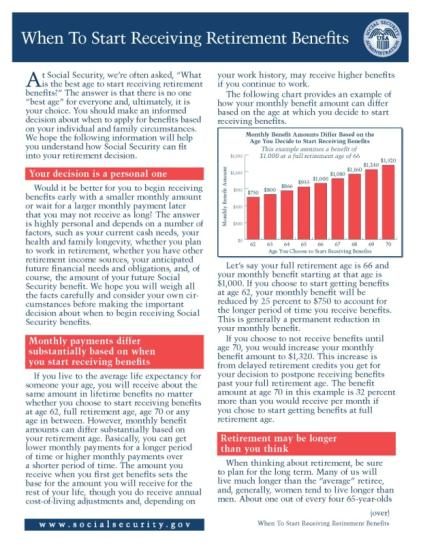 When To Start Receiving Retirement Benefits
SOCIAL SECURITY
USA
ADMINISTRATION
At Social Security, we're often asked, "What
is the best age to start receiving retirement
benefits?" The answer is that there is no one
"best age" for everyone and, ultimately, it is
your choice. You should make an informed
decision about when to apply for benefits based
on your individual and family circumstances.
We hope the following information will help
you understand how Social Security can fit
into your retirement decision.
Your decision is a personal one
Would it be better for you to begin receiving
benefits early with a smaller monthly amount
or wait for a larger monthly payment later
that you may not receive as long? The answer
is highly personal and depends on a number of
factors, such as your current cash needs, your
health and family longevity, whether you plan
to work in retirement, whether you have other
retirement income sources, your anticipated
future financial needs and obligations, and, of
course, the amount of your future Social
Security benefit. We hope you will weigh all
the facts carefully and consider your own cir-
cumstances before making the important
decision about when to begin receiving Social
Security benefits.
Monthly payments differ
substantially based on when
you start receiving benefits
If you live to the average life expectancy for
someone your age, you will receive about the
same amount in lifetime benefits no matter
whether you choose to start receiving benefits
at age 62, full retirement age, age 70 or any
age in between. However, monthly benefit
amounts can differ substantially based on
your retirement age. Basically, you can get
lower monthly payments for a longer period
of time or higher monthly payments over
a shorter period of time. The amount you
receive when you first get benefits sets the
base for the amount you will receive for the
rest of your life, though you do receive annual
cost-of-living adjustments and, depending on
www.socialsecurity.gov
your work history, may receive higher benefits
if you continue to work.
The following chart provides an example of
how your monthly benefit amount can differ
based on the age at which you decide to start
receiving benefits.
Monthly Benefit Amounts Differ Based on the
Age You Decide to Start Receiving Benefits
This example assumes a benefit of
$1,000 at a full retirement age of 66
Monthly Benefit Amount
$0
$750 $800 $866 $933 $1,000 $1,080 $1,160 $1,240 $1,320
62 63 64 65 66 67 68 69 70
Age You Choose to Start Receiving Benefits
Let's say your full retirement age is 66 and
your monthly benefit starting at that age is
$1,000. If you choose to start getting benefits
at age 62, your monthly benefit will be
reduced by 25 percent to $750 to account for
the longer period of time you receive benefits.
This is generally a permanent reduction in
your monthly benefit.
If you choose to not receive benefits until
age 70, you would increase your monthly
benefit amount to $1,320. This increase is
from delayed retirement credits you get for
your decision to postpone receiving benefits
past your full retirement age. The benefit
amount at age 70 in this example is 32 percent
more than you would receive per month if
you chose to start getting benefits at full
retirement age.
Retirement may be longer
than you think
When thinking about retirement, be sure
to plan for the long term. Many of us will
live much longer than the "average" retiree,
and, generally, women tend to live longer than
men. About one out of every four 65-year-olds
(over)
When To Start Receiving Retirement Benefits